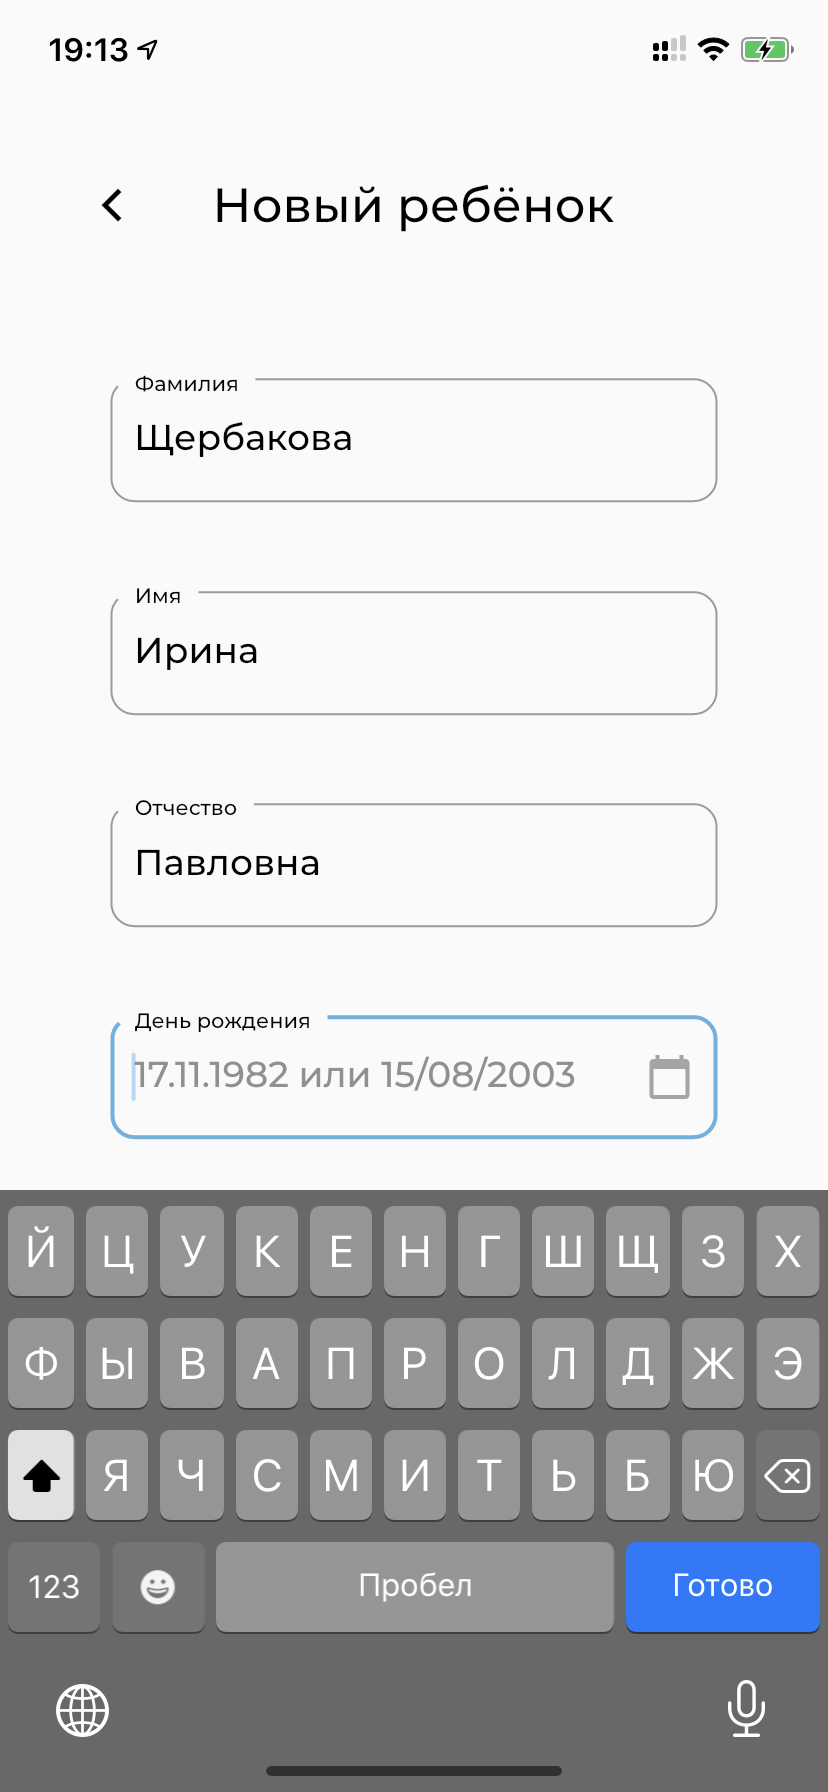 19:13
Новый ребёнок
Фамилия
Щербакова
Имя
Ирина
Отчество
Павловна
День рождения
17.11.1982 или 15/08/2003
Й Ц У К Е Н Г Ш Щ З Х
Ф Ы В А П Р О Л Д Ж Э
Я Ч С М И Т Ь Б Ю
123 Пробел Готово